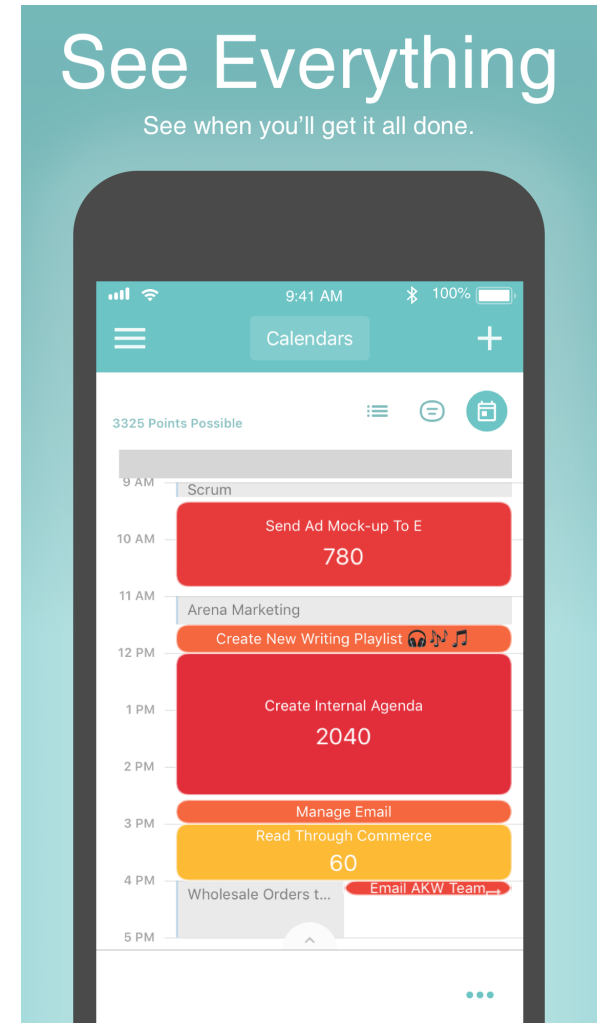 See Everything
See when you'll get it all done.
9:41 AM 100%
Calendars
3325 Points Possible
9 AM
Scrum
Send Ad Mock-up To E
10 AM
780
11 AM
Arena Marketing
Create New Writing Playlist 🎧🎶🎵
12 PM
Create Internal Agenda
1 PM
2040
2 PM
Manage Email
3 PM
Read Through Commerce
60
4 PM
Wholesale Orders t...
Email AKW Team
5 PM